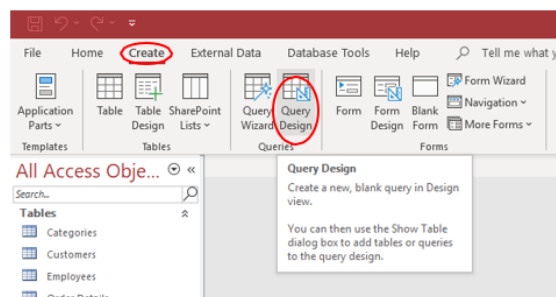 File Home Create External Data Database Tools Help Tell me what y
Application Parts
Table
Table Design
SharePoint Lists
Query Wizard
Query Design
Form
Form Design
Blank Form
Form Wizard
Navigation
More Forms
Templates Tables Queries Forms
All Access Obje...
Search...
Tables
Categories
Customers
Employees
Order Details
Query Design
Create a new, blank query in Design
view.
You can then use the Show Table
dialog box to add tables or queries
to the query design.